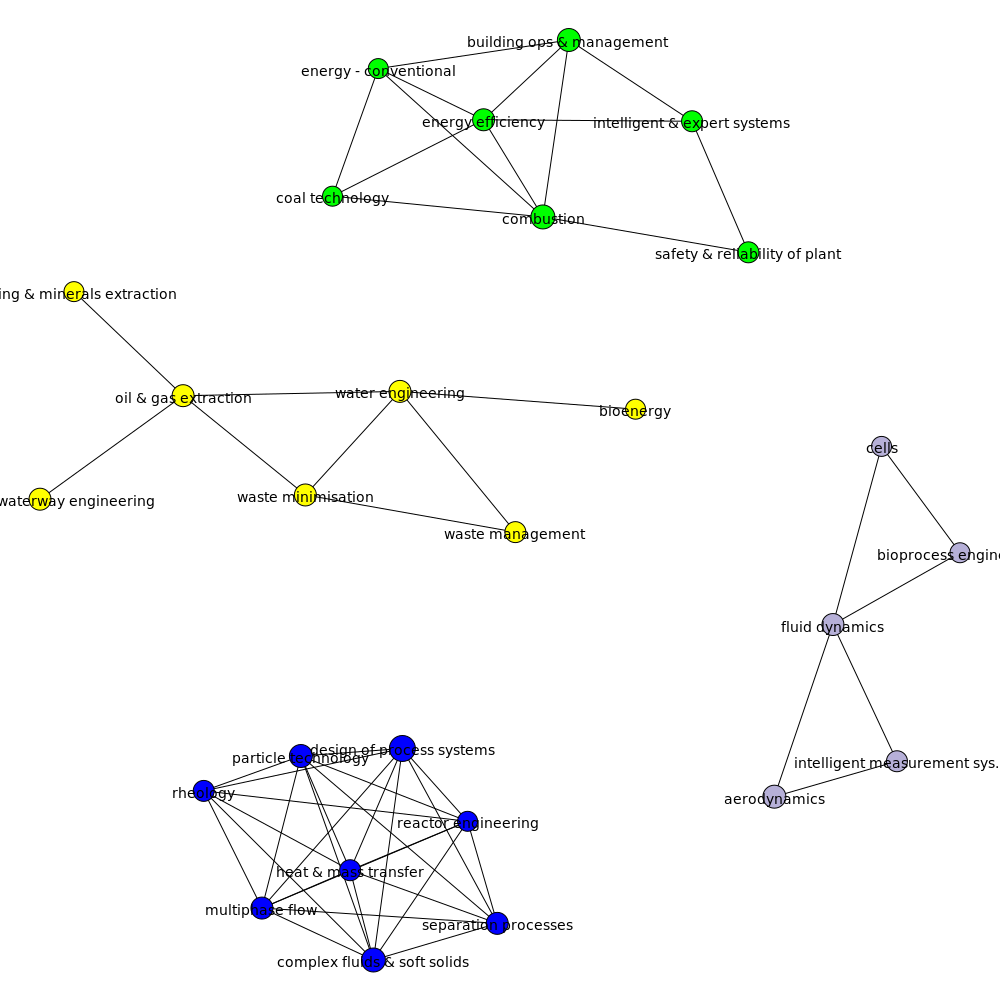 building ops & management
energy - conventional
energy efficiency
intelligent & expert systems
coal technology
combustion
safety & reliability of plant
ing & minerals extraction
oil & gas extraction
water engineering
bioenergy
waterway engineering
waste minimisation
waste management
cells
bioprocess engine
fluid dynamics
intelligent measurement sys.
aerodynamics
design of process systems
particle technology
rheology
reactor engineering
heat & mass transfer
multiphase flow
separation processes
complex fluids & soft solids